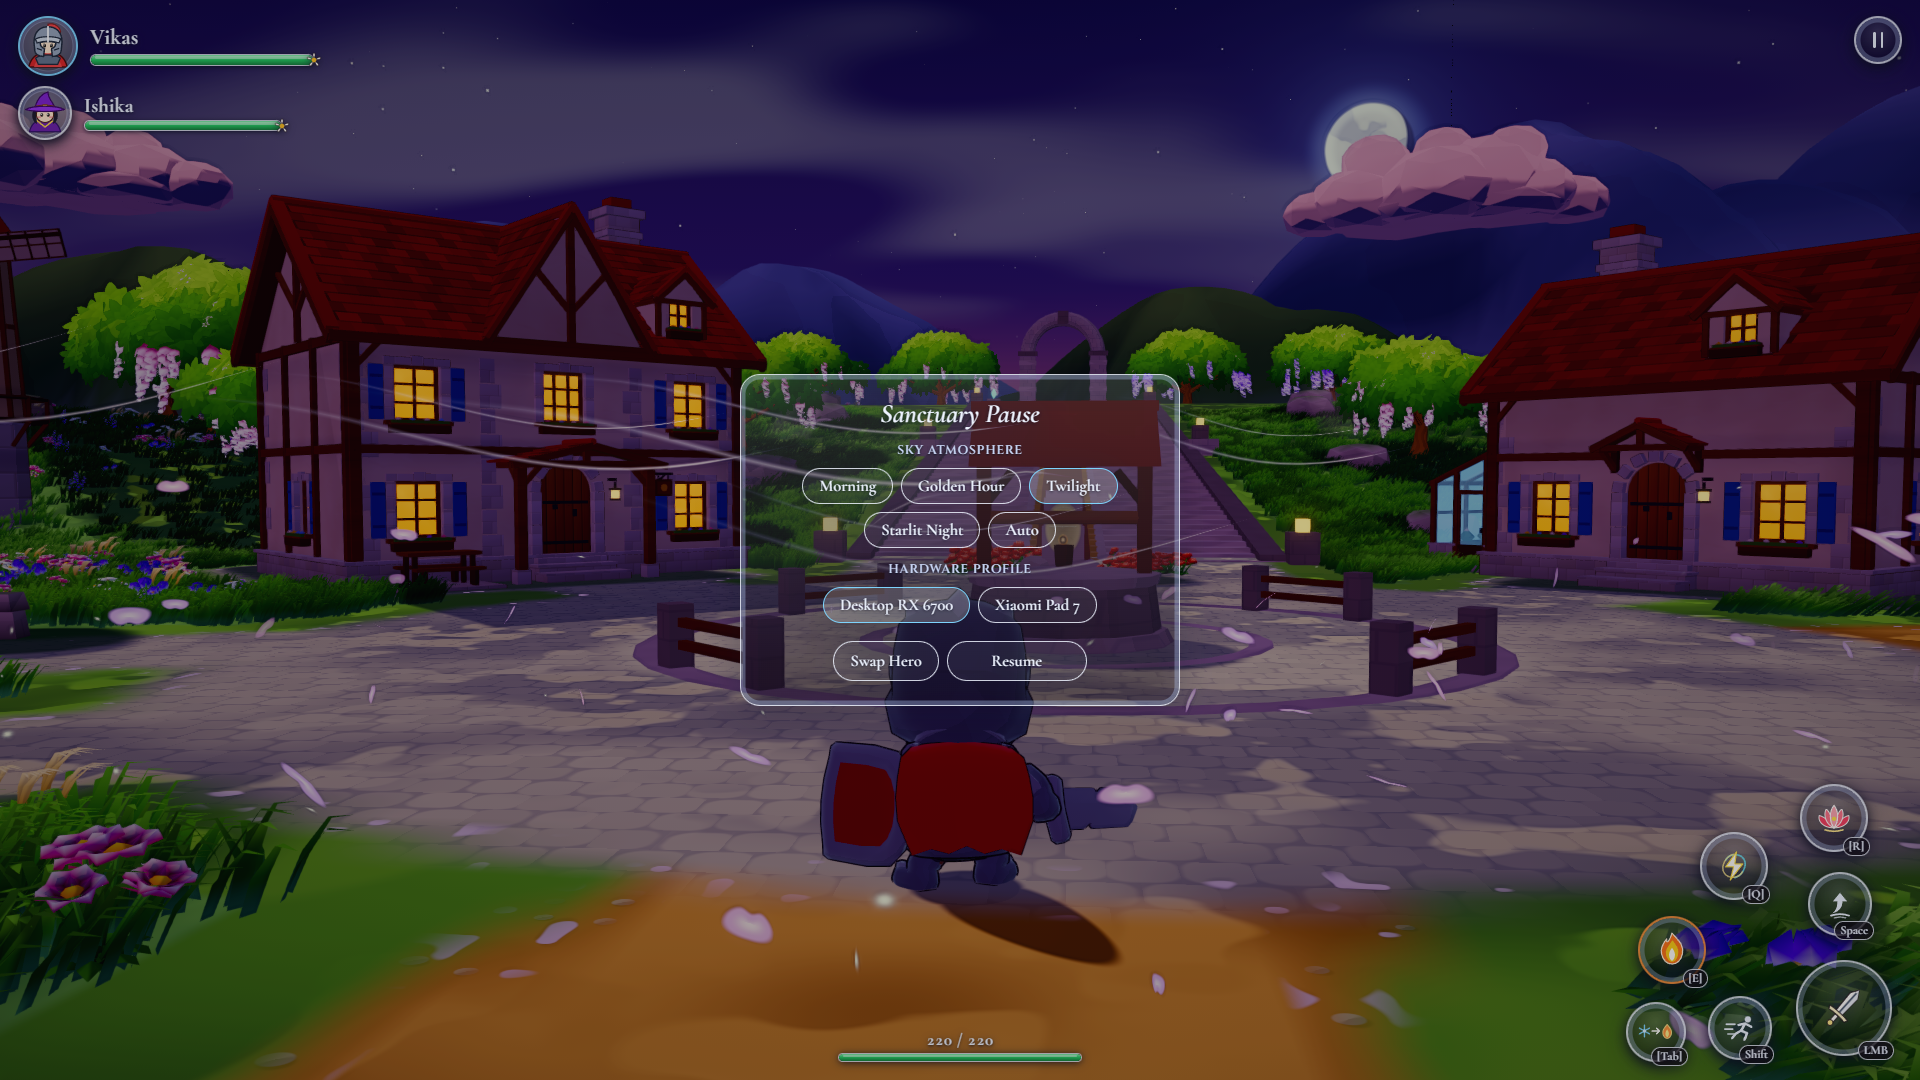 Vikas
Ishika
Sanctuary Pause
SKY ATMOSPHERE
Morning
Golden Hour
Twilight
Starlit Night
Auto
HARDWARE PROFILE
Desktop RX 6700
Xiaomi Pad 7
Swap Hero
Resume
[R]
[Q]
Space
[E]
[Tab]
Shift
LMB
220 / 220